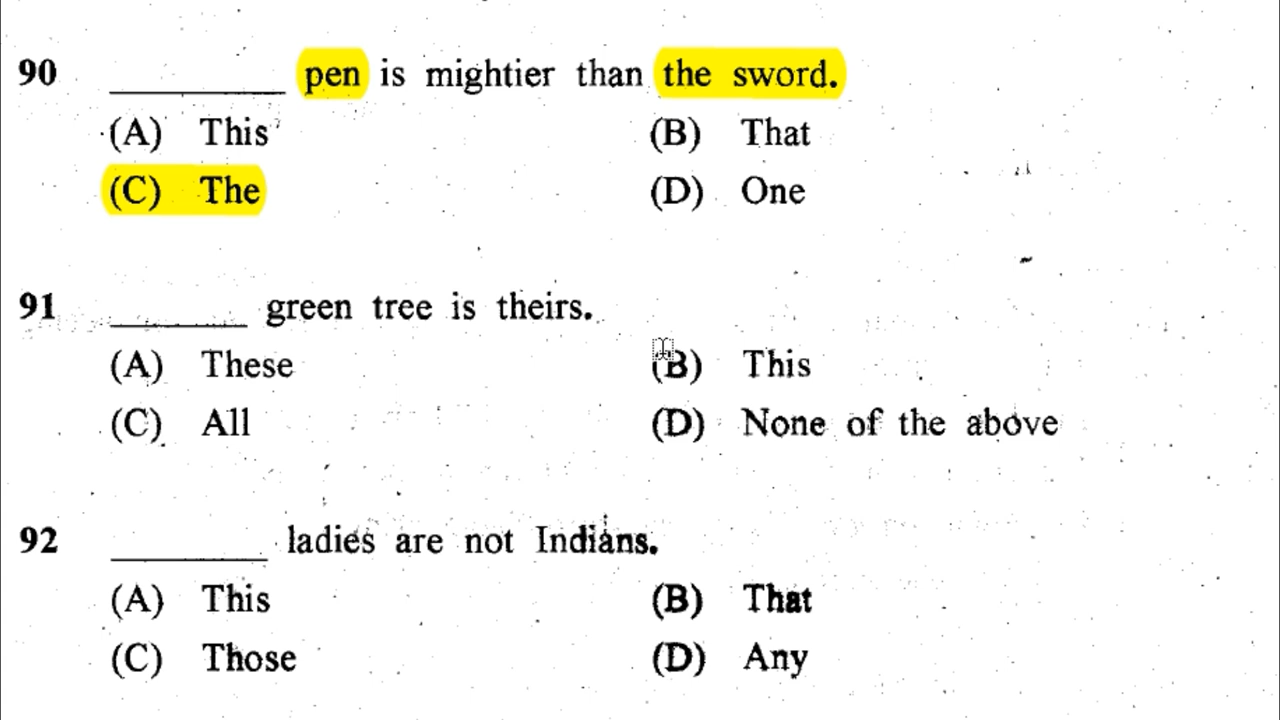 90 ________ pen is mightier than the sword.
(A) This (B) That
(C) The (D) One
91 ________ green tree is theirs.
(A) These (B) This
(C) All (D) None of the above
92 ________ ladies are not Indians.
(A) This (B) That
(C) Those (D) Any